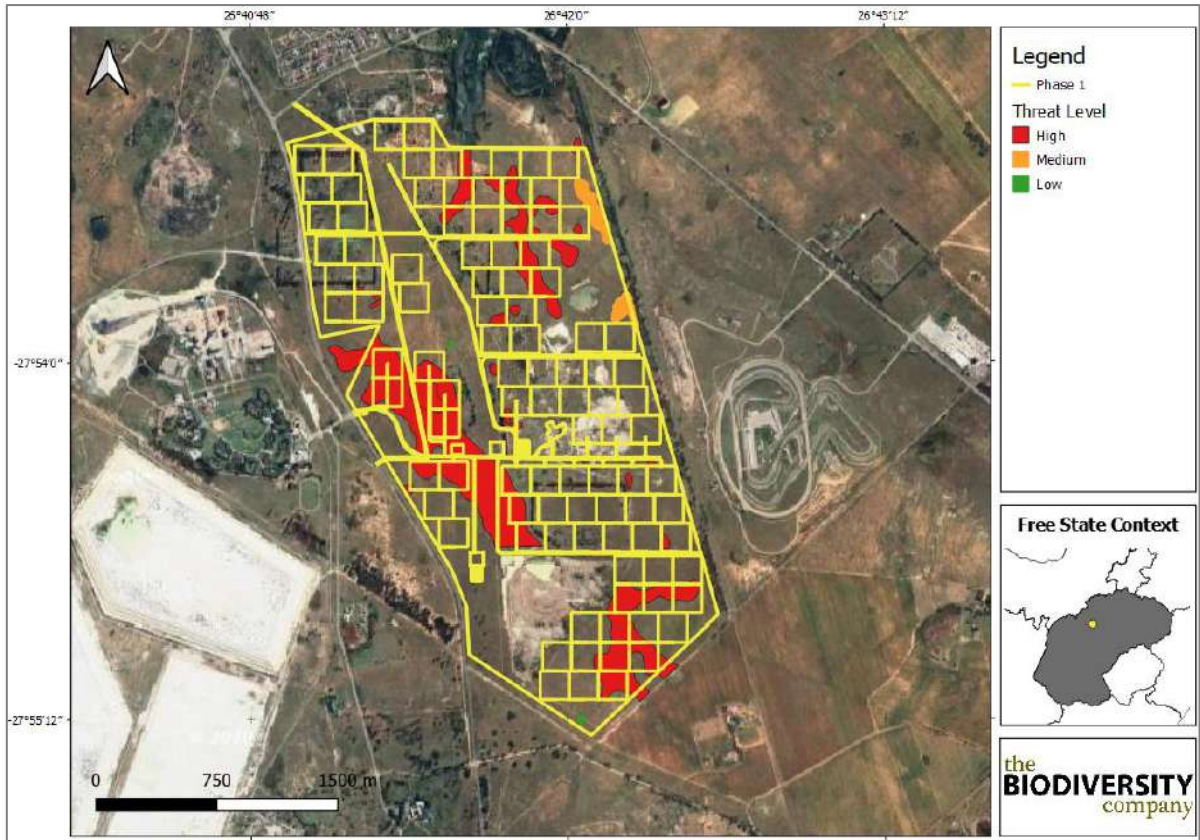 26°40'48"
26°42'0"
26°43'12"
-27°54'0"
-27°55'12"
0
750
1500 m
Legend
Phase 1
Threat Level
High
Medium
Low
Free State Context
the
BIODIVERSITY
company